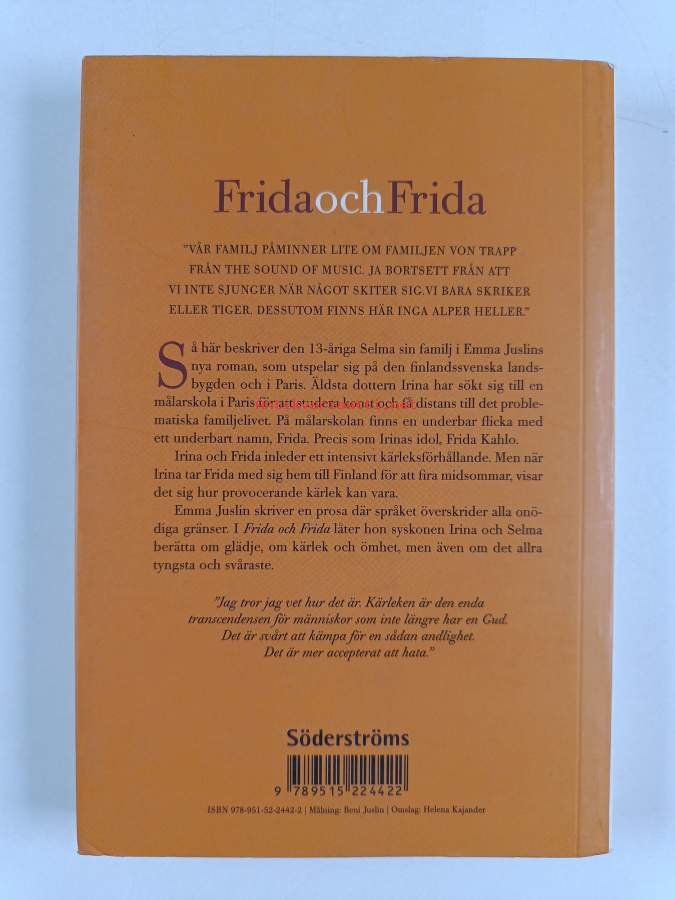 FridaochFrida
”VÅR FAMILJ PÅMINNER LITE OM FAMILJEN VON TRAPP
FRÅN THE SOUND OF MUSIC. JA BORTSETT FRÅN ATT
VI INTE SJUNGER NÄR NÅGOT SKITER SIG. VI BARA SKRIKER
ELLER TIGER. DESSUTOM FINNS HÄR INGA ALPER HELLER.”
Så här beskriver den 13-åriga Selma sin familj i Emma Juslins
nya roman, som utspelar sig på den finlandssvenska lands-
bygden och i Paris. Äldsta dottern Irina har sökt sig till en
målarskola i Paris för att studera konst och få distans till det proble-
matiska familjelivet. På målarskolan finns en underbar flicka med
ett underbart namn, Frida. Precis som Irinas idol, Frida Kahlo.
Irina och Frida inleder ett intensivt kärleksförhållande. Men när
Irina tar Frida med sig hem till Finland för att fira midsommar, visar
det sig hur provocerande kärlek kan vara.
Emma Juslin skriver en prosa där språket överskrider alla onö-
diga gränser. I Frida och Frida låter hon syskonen Irina och Selma
berätta om glädje, om kärlek och ömhet, men även om det allra
tyngsta och svåraste.
”Jag tror jag vet hur det är. Kärleken är den enda
transcendensen för människor som inte längre har en Gud.
Det är svårt att kämpa för en sådan andlighet.
Det är mer accepterat att hata.”
Söderströms
9 789515 224422
ISBN 978-951-52-2442-2 | Målning: Beni Juslin | Omslag: Helena Kajander